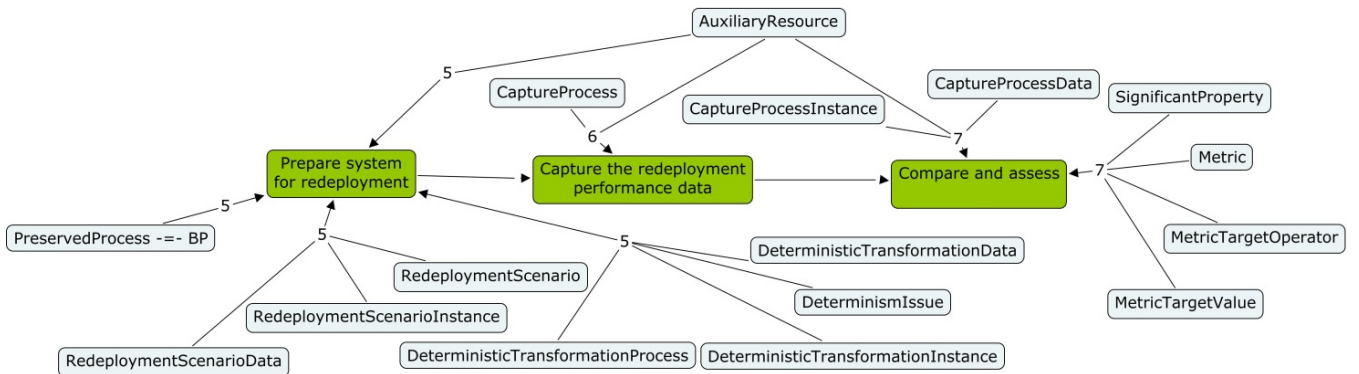 AuxiliaryResource
5
CaptureProcess
CaptureProcessData
CaptureProcessInstance
SignificantProperty
6
7
Prepare system
for redeployment
Capture the redeployment
performance data
Compare and assess
Metric
7
5
PreservedProcess -=- BP
5
5
MetricTargetOperator
DeterministicTransformationData
RedeploymentScenario
DeterminismIssue
MetricTargetValue
RedeploymentScenarioInstance
RedeploymentScenarioData
DeterministicTransformationProcess
DeterministicTransformationInstance